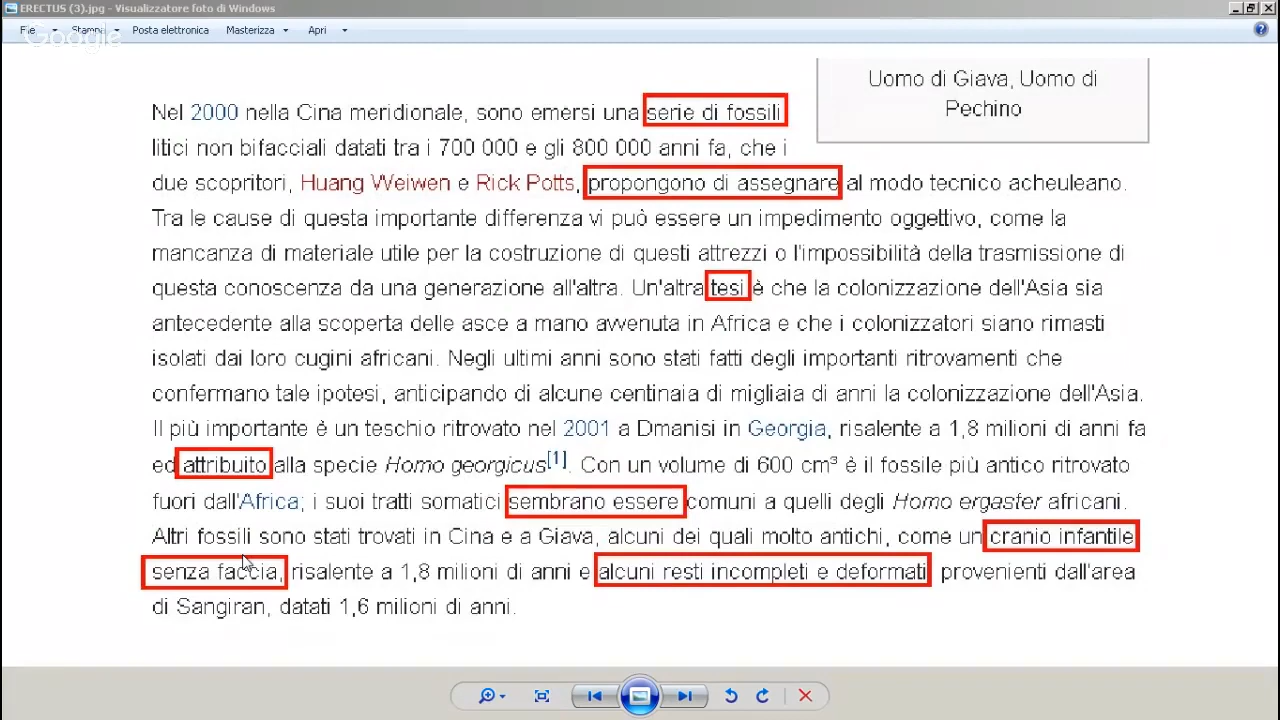 ERECTUS (3).jpg - Visualizzatore foto di Windows
File Stampa Posta elettronica Masterizza Apri
Google
Uomo di Giava, Uomo di
Pechino
Nel 2000 nella Cina meridionale, sono emersi una serie di fossili
litici non bifacciali datati tra i 700 000 e gli 800 000 anni fa, che i
due scopritori, Huang Weiwen e Rick Potts, propongono di assegnare al modo tecnico acheuleano.
Tra le cause di questa importante differenza vi può essere un impedimento oggettivo, come la
mancanza di materiale utile per la costruzione di questi attrezzi o l'impossibilità della trasmissione di
questa conoscenza da una generazione all'altra. Un'altra tesi è che la colonizzazione dell'Asia sia
antecedente alla scoperta delle asce a mano avvenuta in Africa e che i colonizzatori siano rimasti
isolati dai loro cugini africani. Negli ultimi anni sono stati fatti degli importanti ritrovamenti che
confermano tale ipotesi, anticipando di alcune centinaia di migliaia di anni la colonizzazione dell'Asia.
Il più importante è un teschio ritrovato nel 2001 a Dmanisi in Georgia, risalente a 1,8 milioni di anni fa
ed attribuito alla specie Homo georgicus[1]. Con un volume di 600 cm³ è il fossile più antico ritrovato
fuori dall'Africa; i suoi tratti somatici sembrano essere comuni a quelli degli Homo ergaster africani.
Altri fossili sono stati trovati in Cina e a Giava, alcuni dei quali molto antichi, come un cranio infantile
senza faccia, risalente a 1,8 milioni di anni e alcuni resti incompleti e deformati provenienti dall'area
di Sangiran, datati 1,6 milioni di anni.